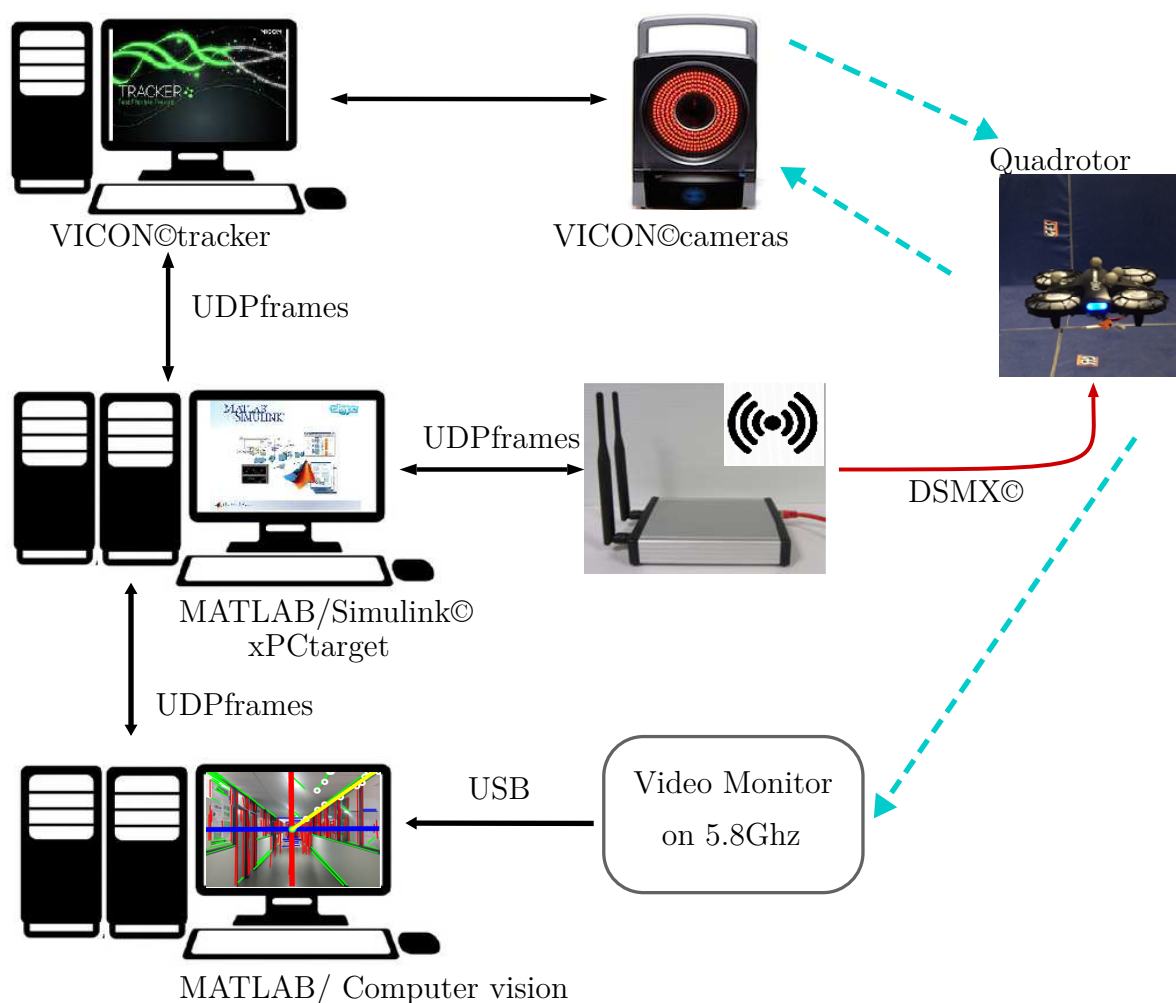 VICON
TRACKER
Quadrotor
VICON©tracker
VICON©cameras
UDPframes
MATLAB
SIMULINK
UDPframes
DSMX©
MATLAB/Simulink©
xPCtarget
UDPframes
USB
Video Monitor
on 5.8Ghz
MATLAB/ Computer vision